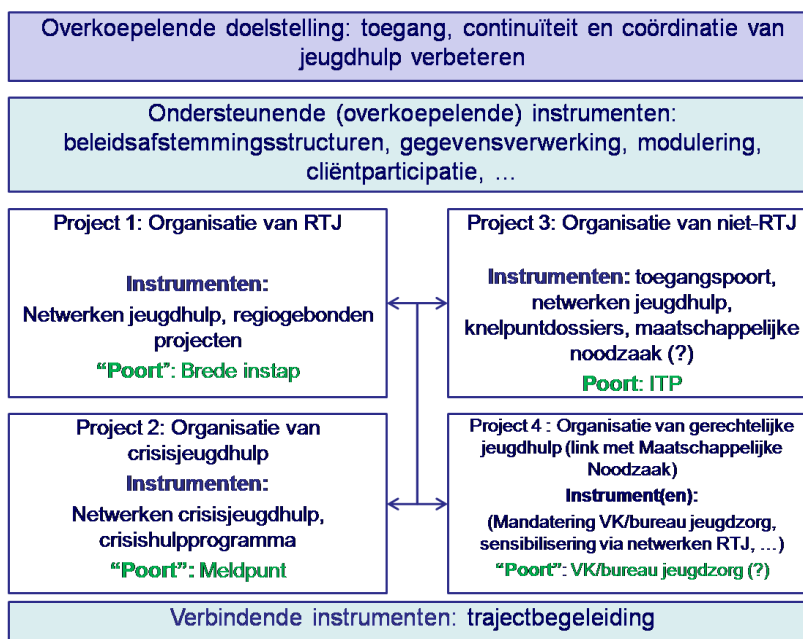 Overkoepelende doelstelling: toegang, continuïteit en coördinatie van
jeugdhulp verbeteren
Ondersteunende (overkoepelende) instrumenten:
beleidsafstemmingsstructuren, gegevensverwerking, modulering,
cliëntparticipatie, ...
Project 1: Organisatie van RTJ
Instrumenten:
Netwerken jeugdhulp, regiogebonden
projecten
“Poort”: Brede instap
Project 3: Organisatie van niet-RTJ
Instrumenten: toegangspoort,
netwerken jeugdhulp,
knelpuntdossiers, maatschappelijke
noodzaak (?)
Poort: ITP
Project 2: Organisatie van
crisisjeugdhulp
Instrumenten:
Netwerken crisisjeugdhulp,
crisishulpprogramma
“Poort”: Meldpunt
Project 4 : Organisatie van gerechtelijke
jeugdhulp (link met Maatschappelijke
Noodzaak)
Instrument(en):
(Mandatering VK/bureau jeugdzorg,
sensibilisering via netwerken RTJ, ...)
“Poort”: VK/bureau jeugdzorg (?)
Verbindende instrumenten: trajectbegeleiding